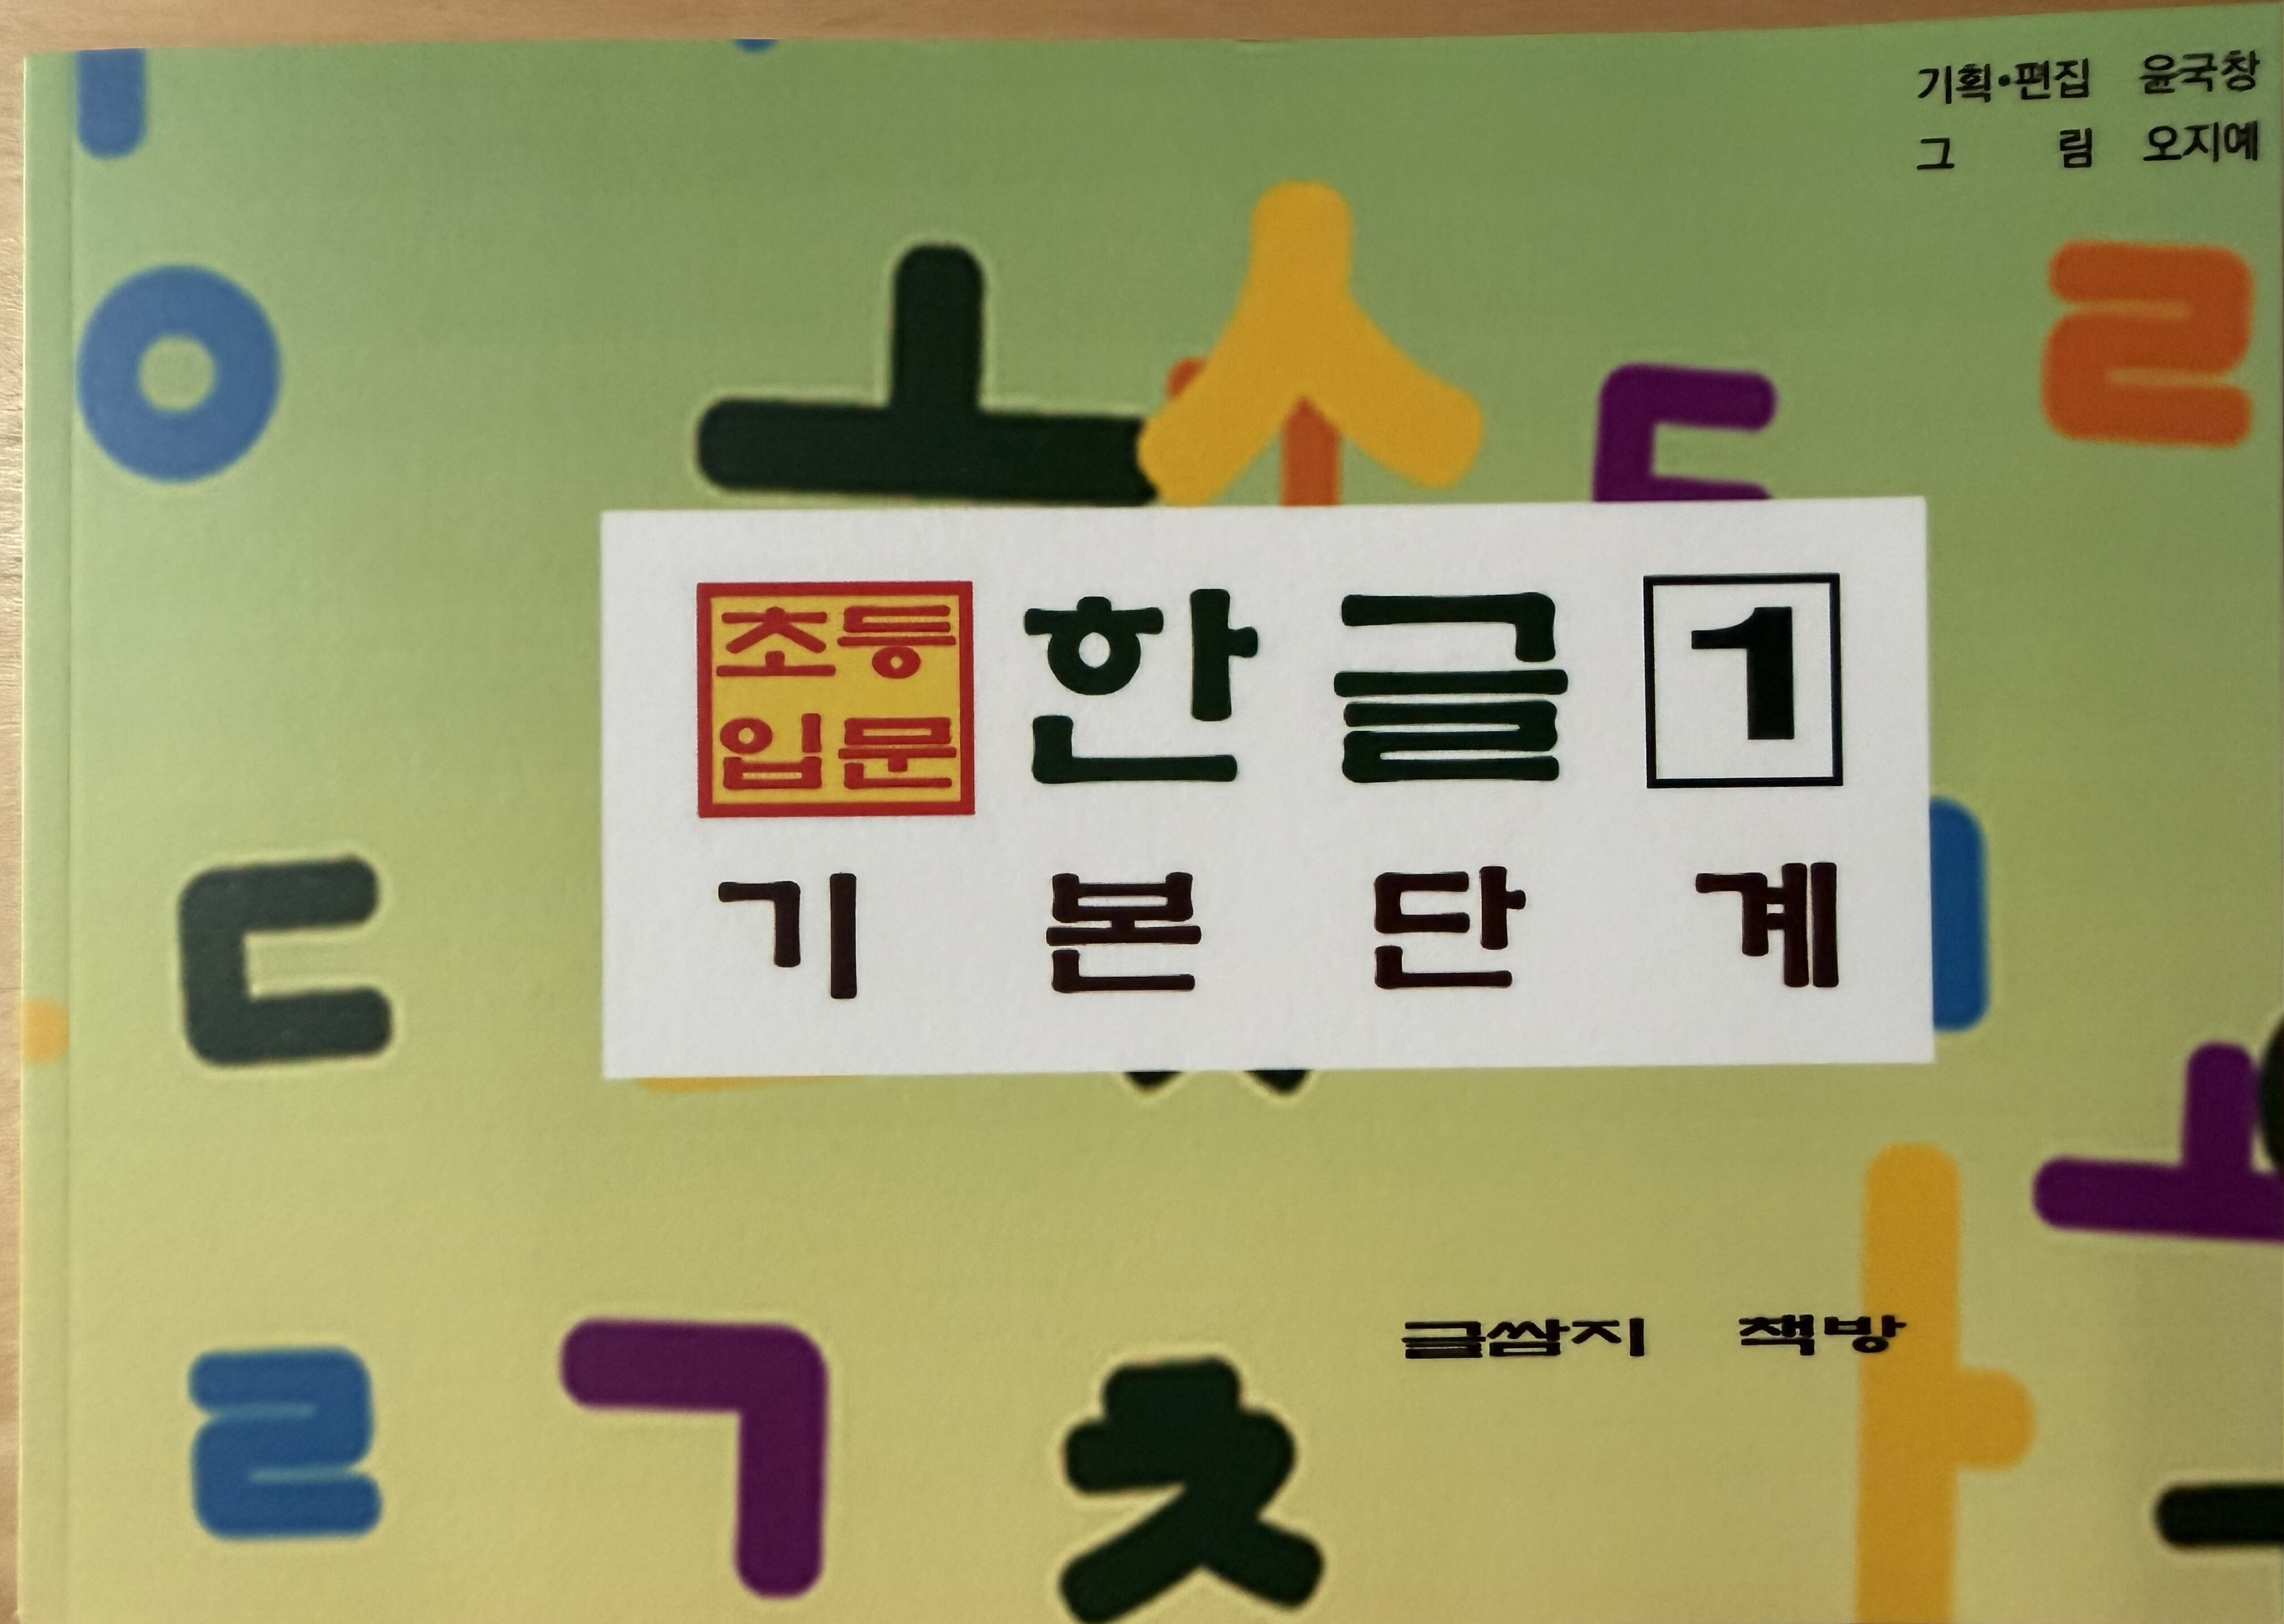 기획•편집 윤국창
그 림 오지예
ㅣ
ㅇ ㅗ ㅅ ㄷ ㄹ
초등
입문
한글 1
기본단계
ㄷ
ㅗ
글쌈지 책방
ㄹ ㄱ ㅊ ㅏ